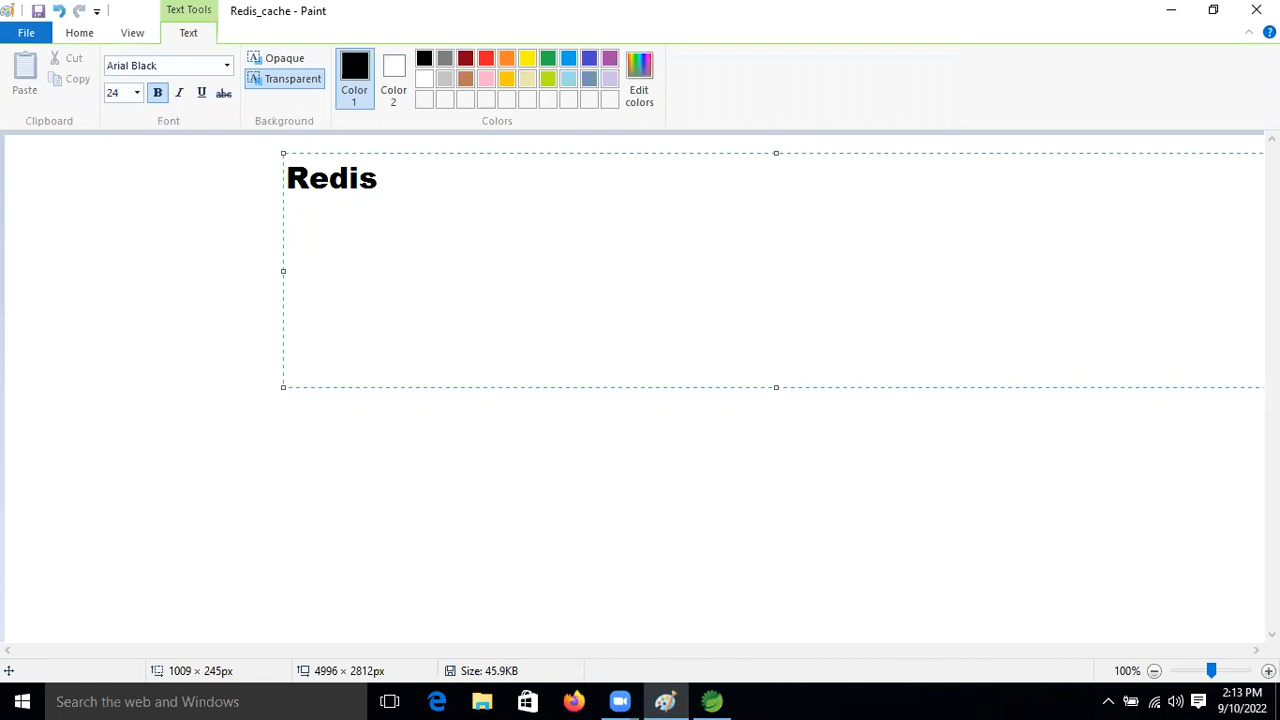 Text Tools
Redis_cache - Paint
File
Home
View
Text
Paste
Cut
Copy
Clipboard
Arial Black
24
B
I
U
abc
Font
A
Opaque
A
Transparent
Background
Color
1
Color
2
Edit
colors
Colors
?
Redis
1009 × 245px
4996 × 2812px
Size: 45.9KB
100%
Search the web and Windows
2:13 PM
9/10/2022